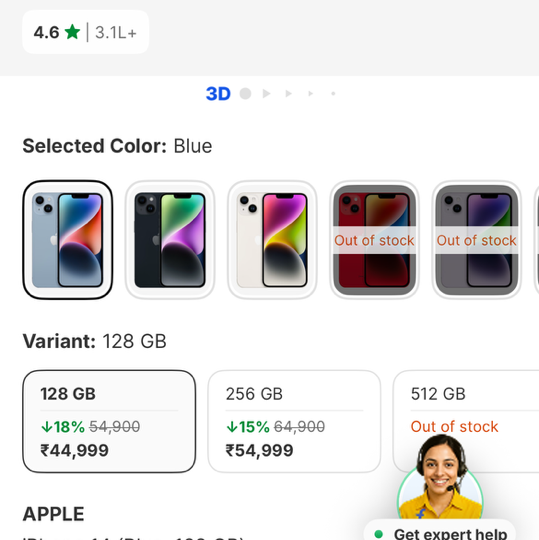 4.6 ★ | 3.1L+
3D
Selected Color: Blue
Out of stock
Out of stock
Variant: 128 GB
128 GB
↓18% 54,900
₹44,999
256 GB
↓15% 64,900
₹54,999
512 GB
Out of stock
APPLE
Get expert help